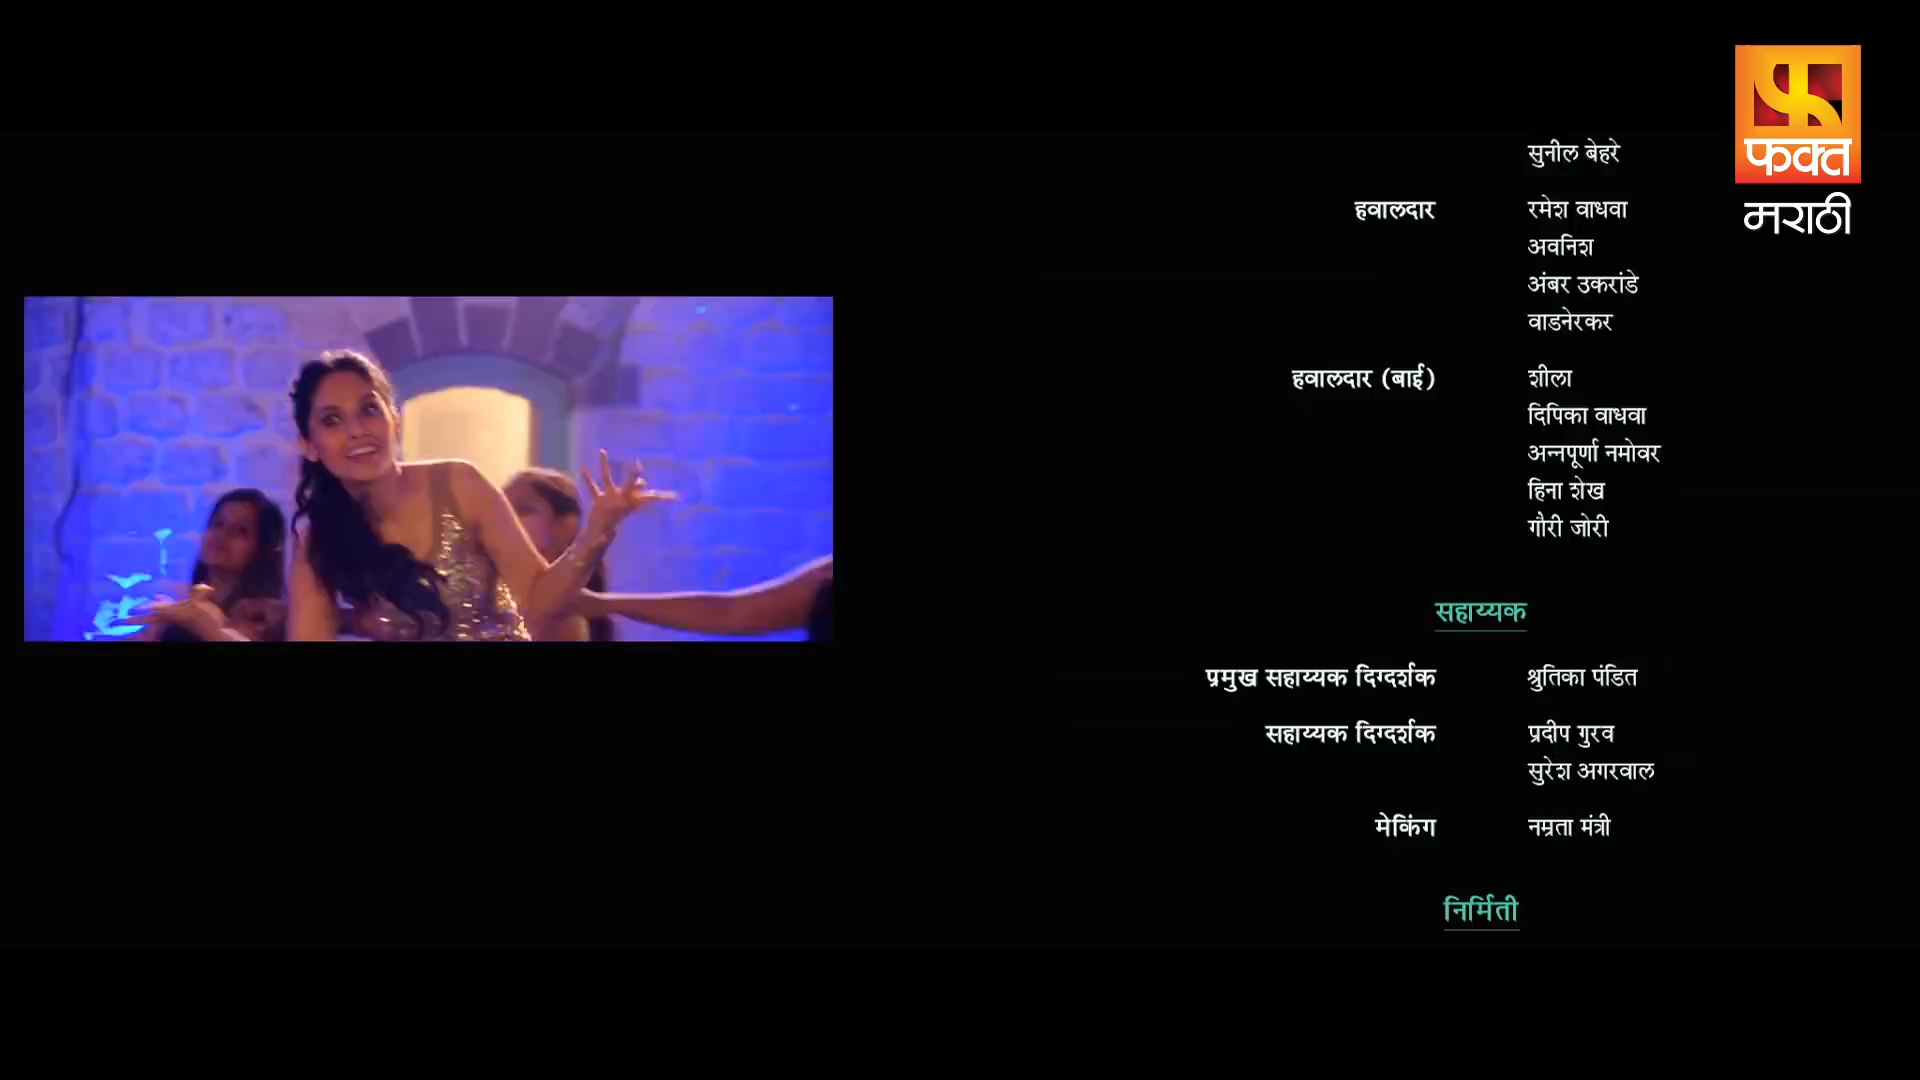 फक्त
मराठी
सुनील बेहरे
हवालदार रमेश वाधवा
अवनिश
अंबर उकरांडे
वाडनेरकर
हवालदार (बाई) शीला
दिपिका वाधवा
अन्नपूर्णा नमोवर
हिना शेख
गौरी जोरी
सहाय्यक
प्रमुख सहाय्यक दिग्दर्शक श्रुतिका पंडित
सहाय्यक दिग्दर्शक प्रदीप गुरव
सुरेश अगरवाल
मेकिंग नम्रता मंत्री
निर्मिती